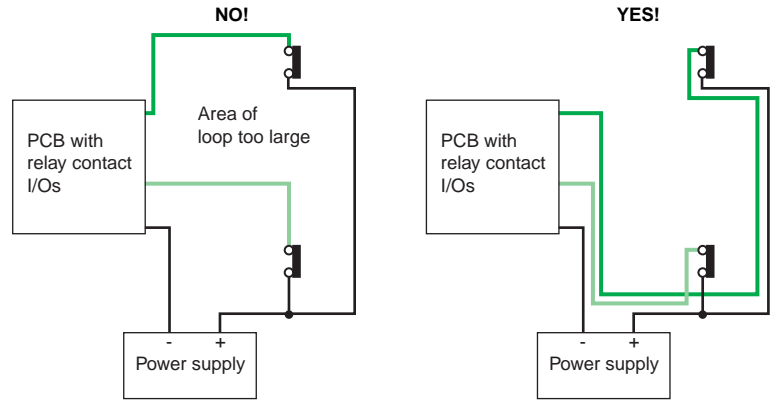 NO!
PCB with
relay contact
I/Os
Area of
loop too large
- +
Power supply
YES!
PCB with
relay contact
I/Os
- +
Power supply